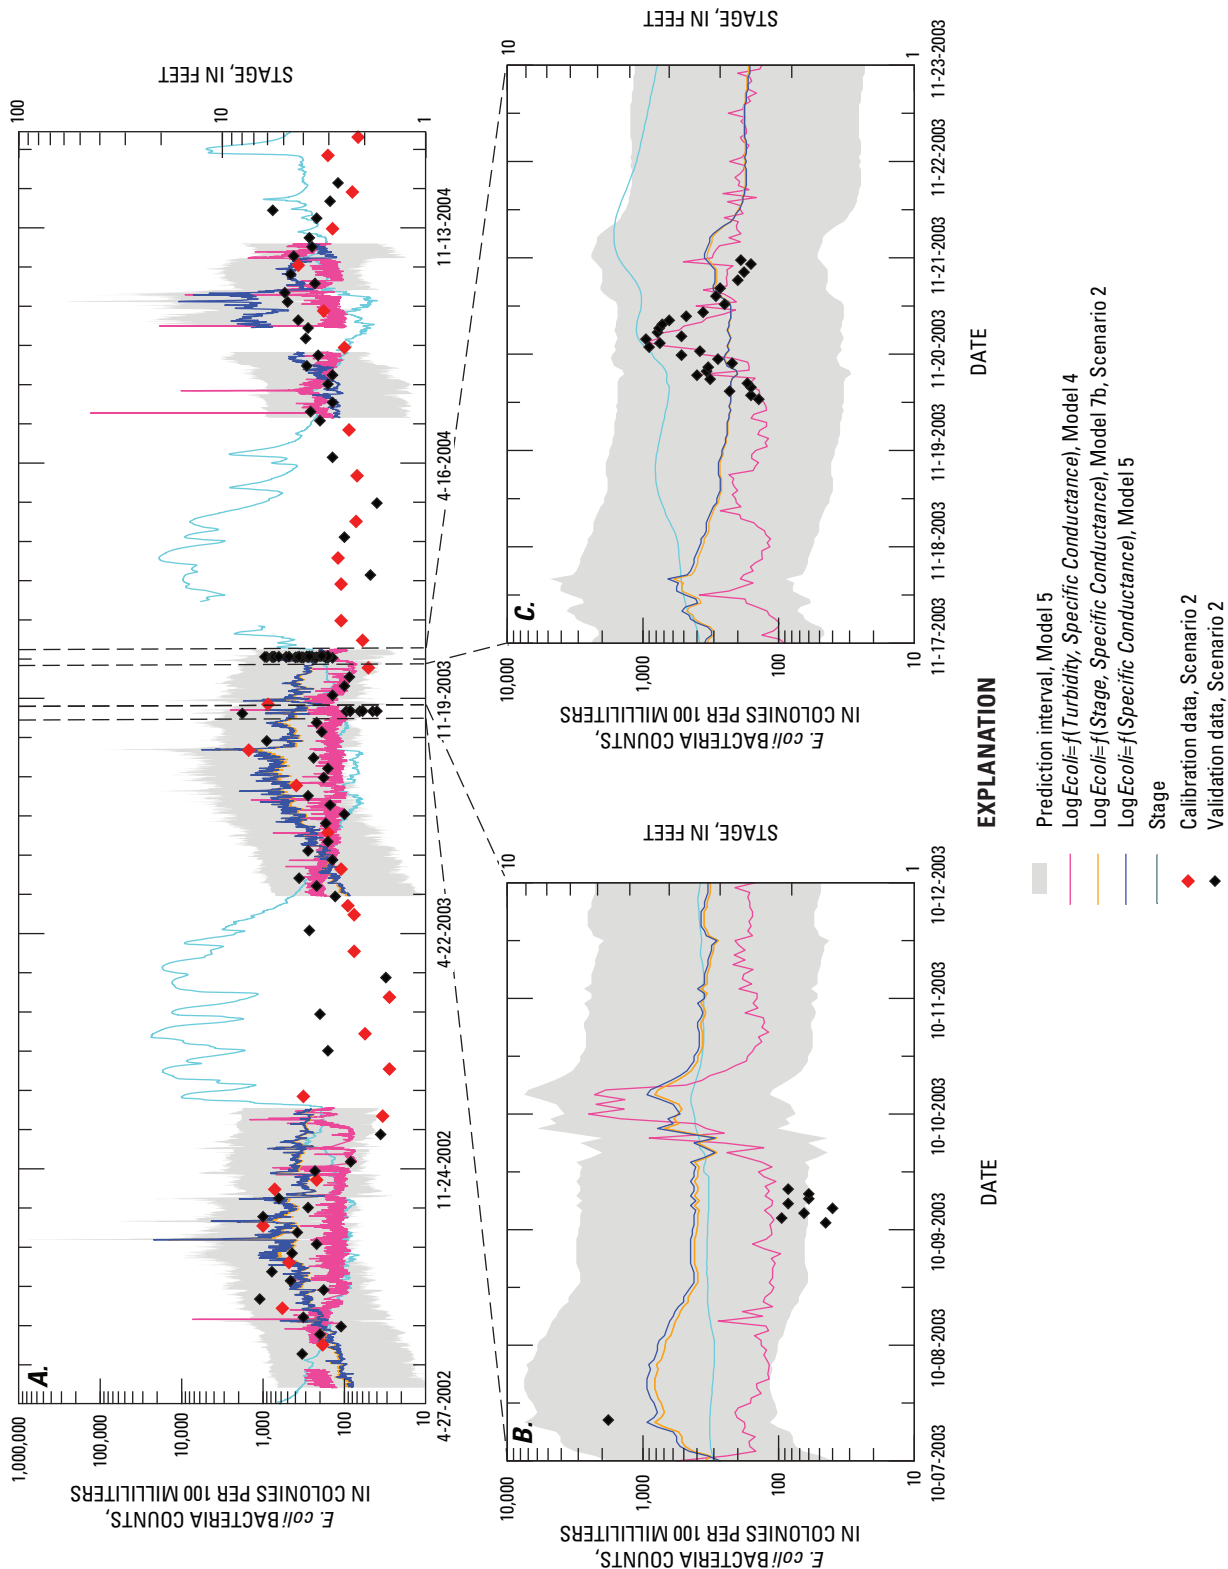 A.
E. coli BACTERIA COUNTS,
IN COLONIES PER 100 MILLILITERS
1,000,000
100,000
10,000
1,000
100
10
STAGE, IN FEET
100
10
1
4-27-2002
11-24-2002
4-22-2003
11-19-2003
4-16-2004
11-13-2004
B.
E. coli BACTERIA COUNTS,
IN COLONIES PER 100 MILLILITERS
10,000
1,000
100
10
STAGE, IN FEET
10
1
10-07-2003
10-08-2003
10-09-2003
10-10-2003
10-11-2003
10-12-2003
DATE
C.
E. coli BACTERIA COUNTS,
IN COLONIES PER 100 MILLILITERS
10,000
1,000
100
10
STAGE, IN FEET
10
1
11-17-2003
11-18-2003
11-19-2003
11-20-2003
11-21-2003
11-22-2003
11-23-2003
DATE
EXPLANATION
Prediction interval, Model 5
LogEcoli=f(Turbidity, Specific Conductance), Model 4
LogEcoli=f(Stage, Specific Conductance), Model 7b, Scenario 2
LogEcoli=f(Specific Conductance), Model 5
Stage
Calibration data, Scenario 2
Validation data, Scenario 2